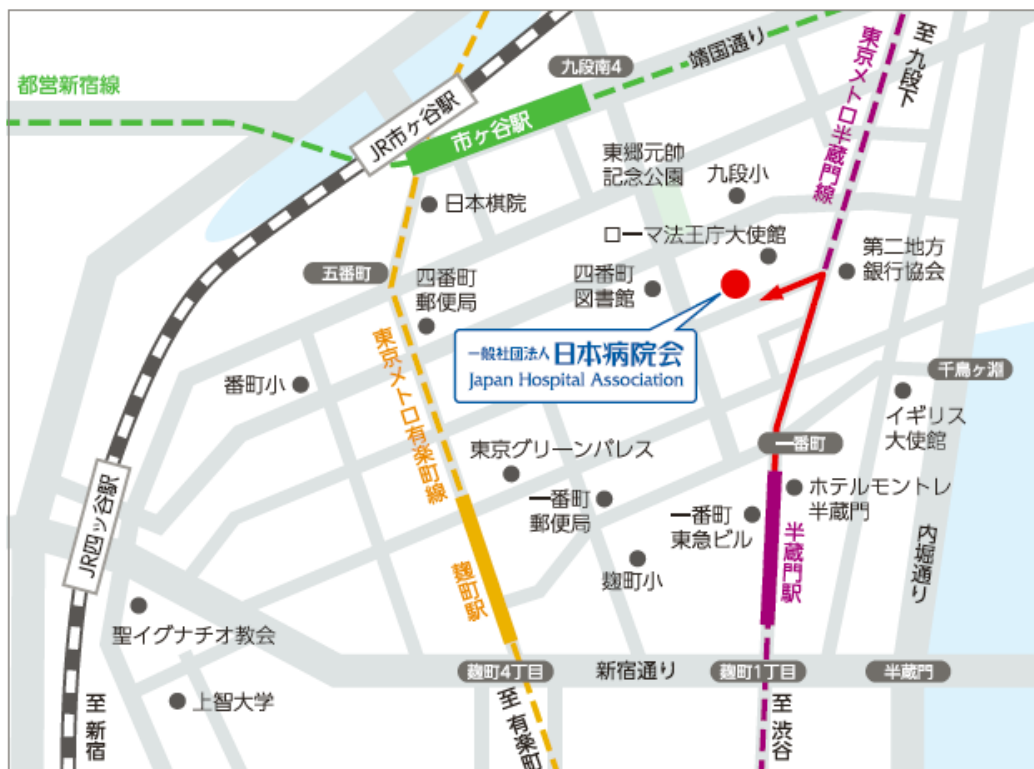 都営新宿線
JR市ヶ谷駅
市ヶ谷駅
九段南4
靖国通り
東京メトロ半蔵門線
至 九段下
東郷元帥
記念公園
九段小
日本棋院
ローマ法王庁大使館
第二地方
銀行協会
五番町
四番町
郵便局
四番町
図書館
一般社団法人 日本病院会
Japan Hospital Association
東京メトロ有楽町線
番町小
千鳥ヶ淵
イギリス
大使館
一番町
東京グリーンパレス
一番町
郵便局
一番町
東急ビル
ホテルモントレ
半蔵門
半蔵門駅
内堀通り
麹町小
麹町駅
JR四ッ谷駅
聖イグナチオ教会
上智大学
至 新宿
麹町4丁目
新宿通り
麹町1丁目
半蔵門
至 有楽町
至 渋谷